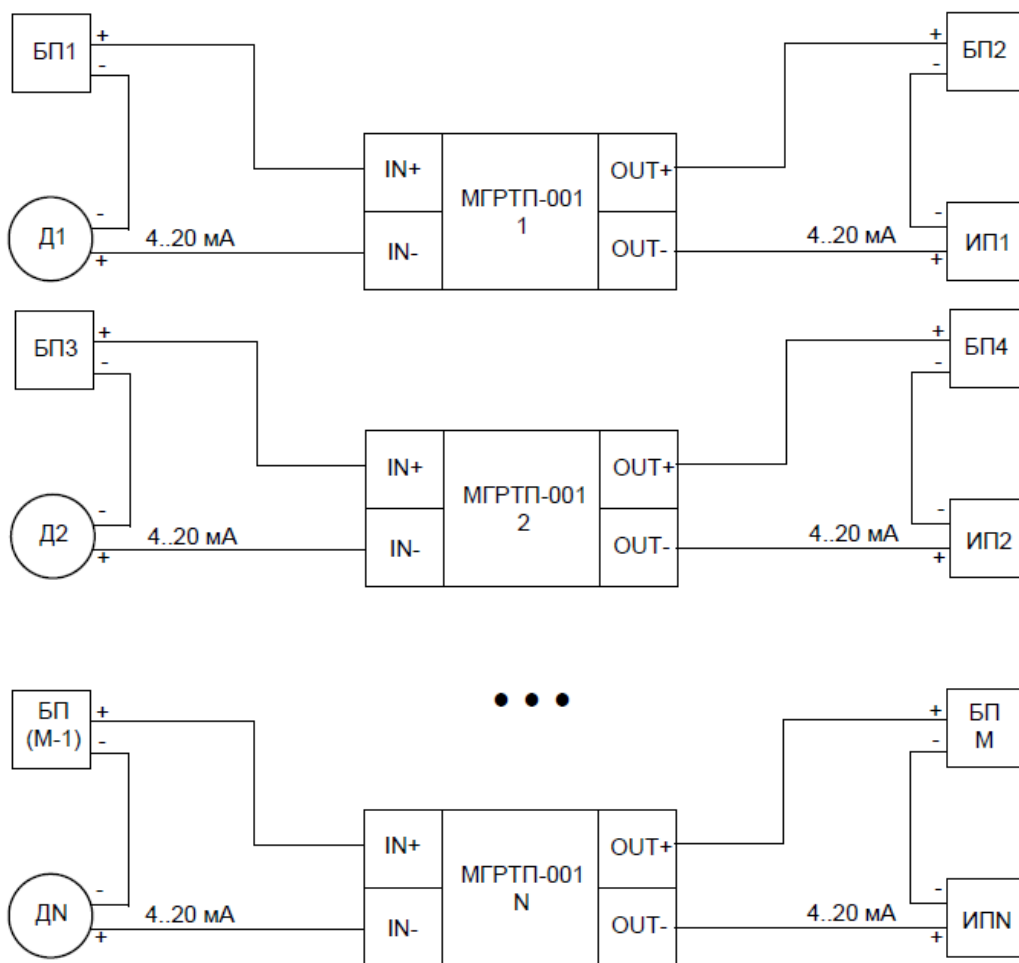 БП1
+
-
БП2
+
-
IN+
МГРТП-001
1
OUT+
Д1
-
+
4..20 мА
IN-
OUT-
4..20 мА
-
+
ИП1
БП3
+
-
БП4
+
-
IN+
МГРТП-001
2
OUT+
Д2
-
+
4..20 мА
IN-
OUT-
4..20 мА
-
+
ИП2
БП
(М-1)
+
-
БП
М
+
-
IN+
МГРТП-001
N
OUT+
ДN
-
+
4..20 мА
IN-
OUT-
4..20 мА
-
+
ИПN